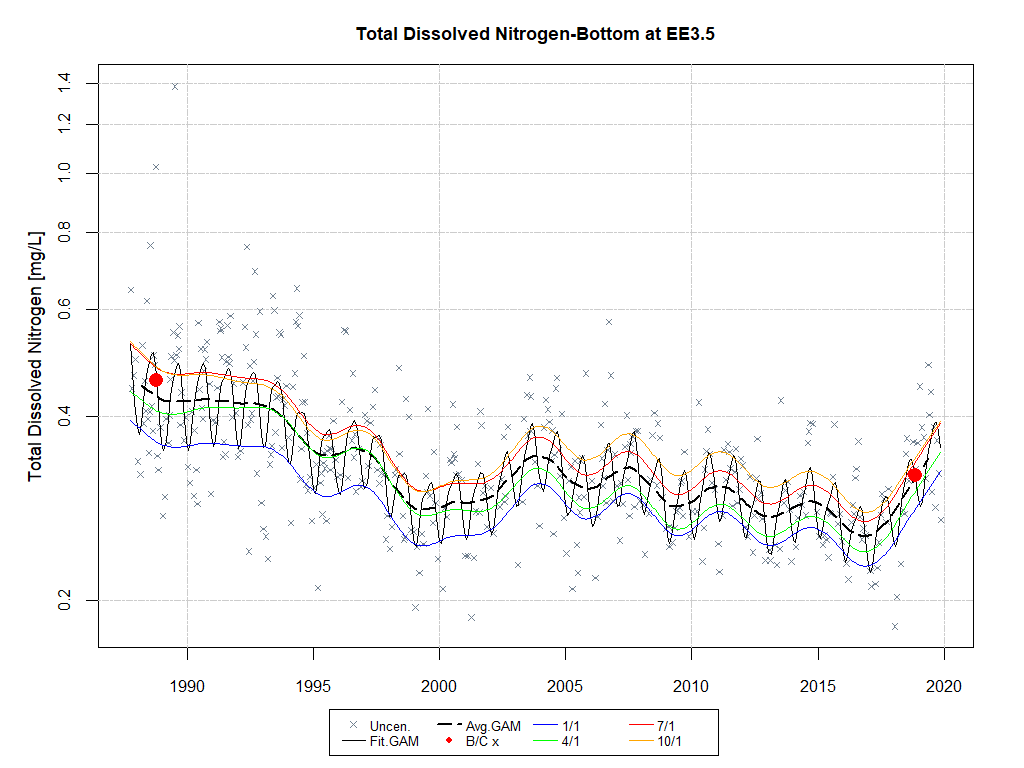 Total Dissolved Nitrogen-Bottom at EE3.5
Total Dissolved Nitrogen [mg/L]
1.4
1.2
1.0
0.8
0.6
0.4
0.2
1990 1995 2000 2005 2010 2015 2020
Uncen. Avg.GAM 1/1 7/1
Fit.GAM B/C x 4/1 10/1